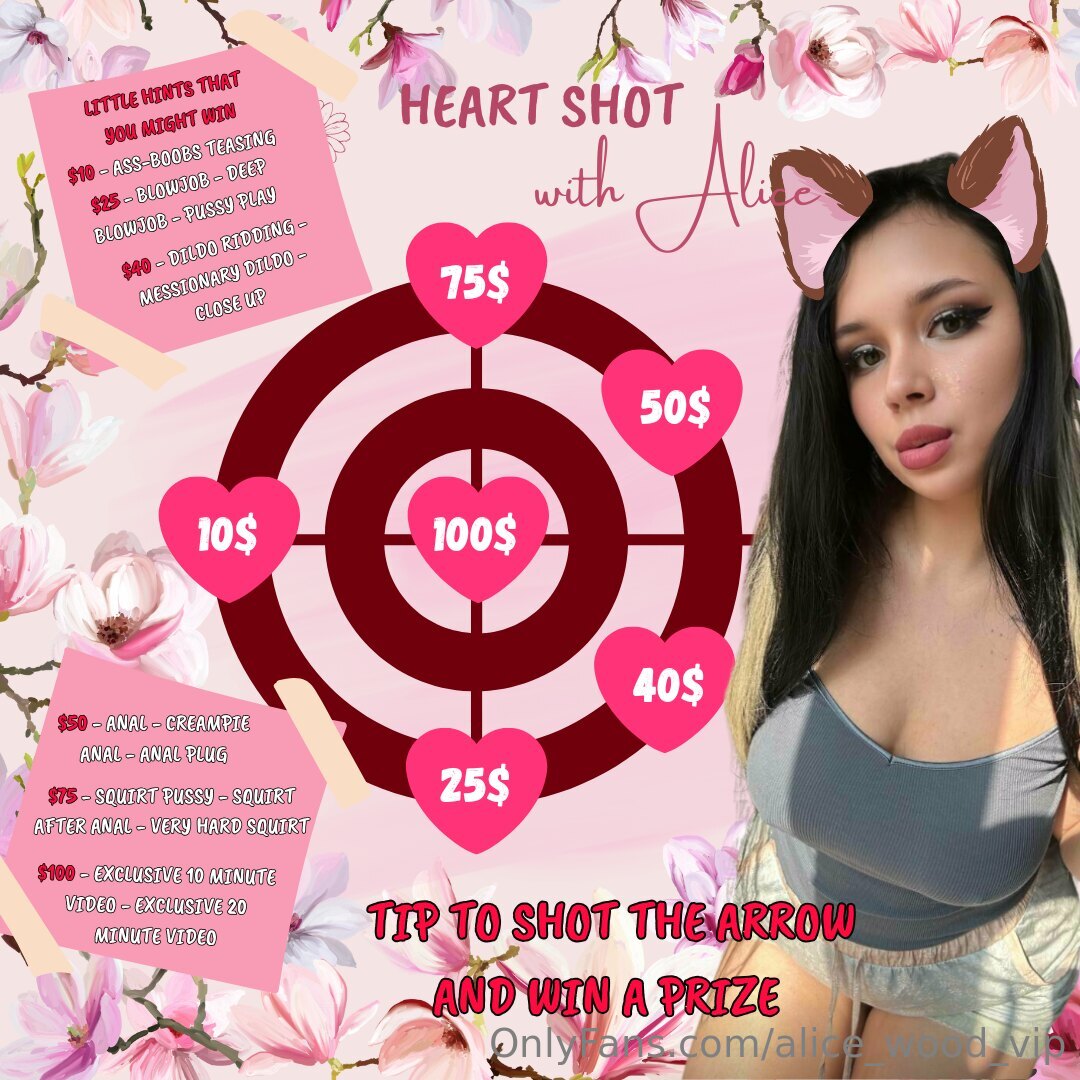 HEART SHOT
with Alice
LITTLE HINTS THAT
YOU MIGHT WIN
$10 - ASS-BOOBS TEASING
$25 - BLOWJOB - DEEP
BLOWJOB - PUSSY PLAY
$40 - DILDO RIDDING -
MESSIONARY DILDO -
CLOSE UP
75$
50$
10$
100$
40$
25$
$50 - ANAL - CREAMPIE
ANAL - ANAL PLUG
$75 - SQUIRT PUSSY - SQUIRT
AFTER ANAL - VERY HARD SQUIRT
$100 - EXCLUSIVE 10 MINUTE
VIDEO - EXCLUSIVE 20
MINUTE VIDEO
TIP TO SHOT THE ARROW
AND WIN A PRIZE
OnlyFans.com/alice_wood_vip